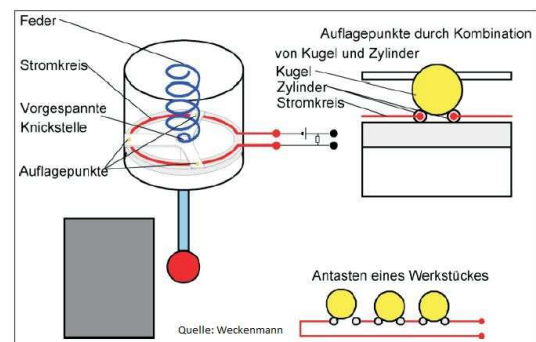 Feder
Stromkreis
Vorgespannte
Knickstelle
Auflagepunkte
Auflagepunkte durch Kombination
von Kugel und Zylinder
Kugel
Zylinder
Stromkreis
Antasten eines Werkstückes
Quelle: Weckenmann